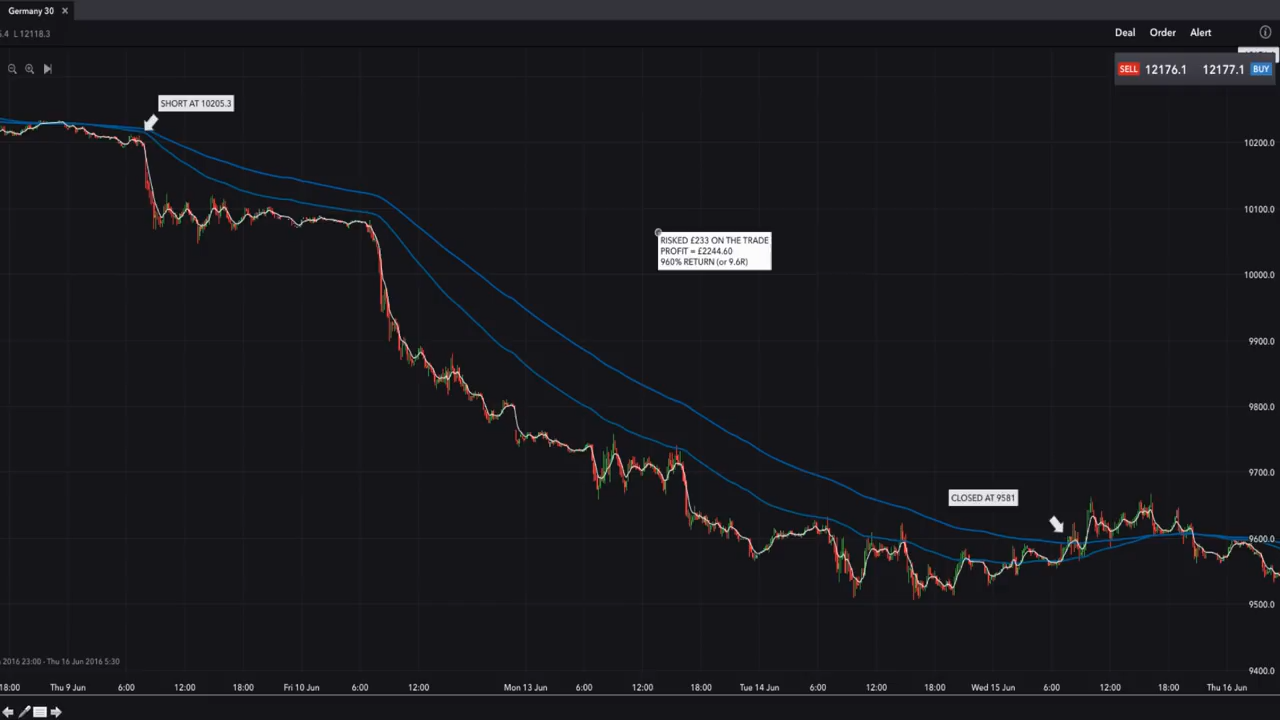 Germany 30
L 12118.3
Deal Order Alert
SELL 12176.1 12177.1 BUY
SHORT AT 10205.3
10200.0
10100.0
RISKED £233 ON THE TRADE
PROFIT = £2244.60
960% RETURN (or 9.6R)
10000.0
9900.0
9800.0
9700.0
CLOSED AT 9581
9600.0
9500.0
2016 23:00 - Thu 16 Jun 2016 5:30
9400.0
18:00 Thu 9 Jun 6:00 12:00 18:00 Fri 10 Jun 6:00 12:00 Mon 13 Jun 6:00 12:00 18:00 Tue 14 Jun 6:00 12:00 18:00 Wed 15 Jun 6:00 12:00 18:00 Thu 16 Jun